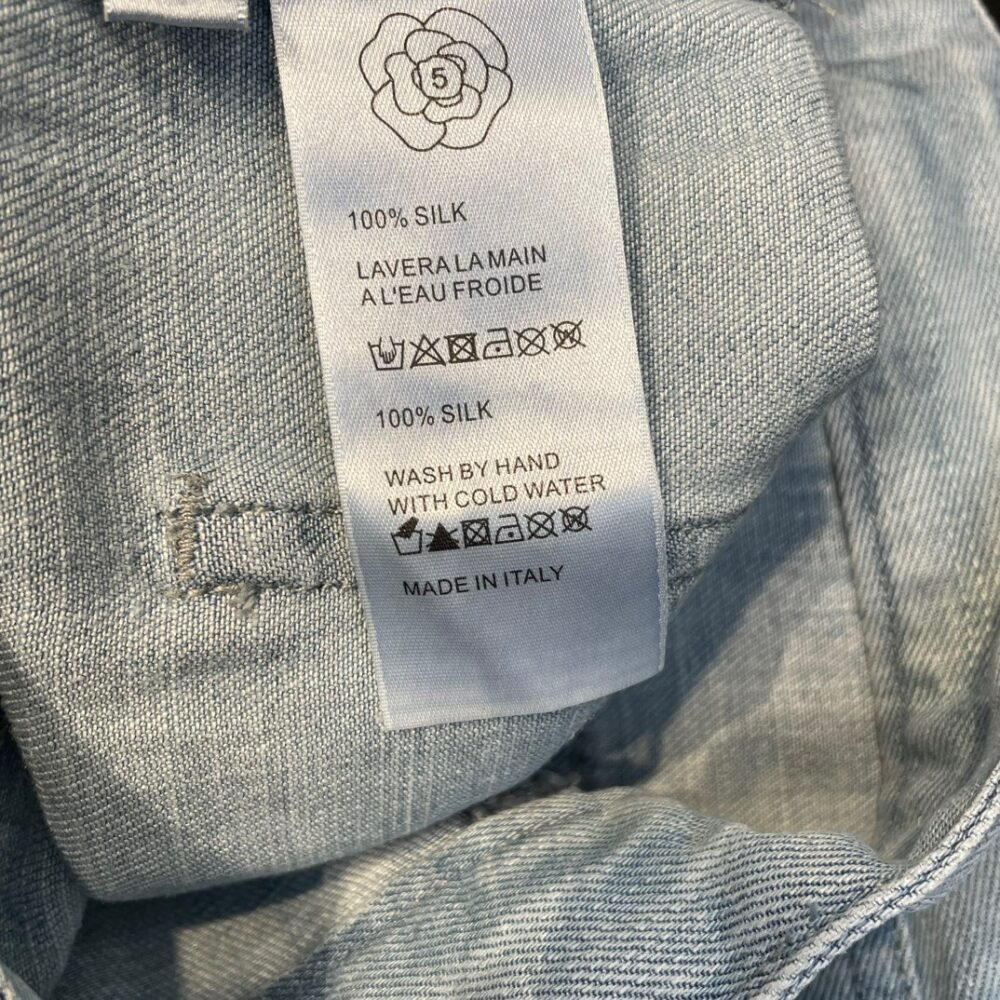 5
100% SILK
LAVERA LA MAIN
A L'EAU FROIDE
100% SILK
WASH BY HAND
WITH COLD WATER
MADE IN ITALY